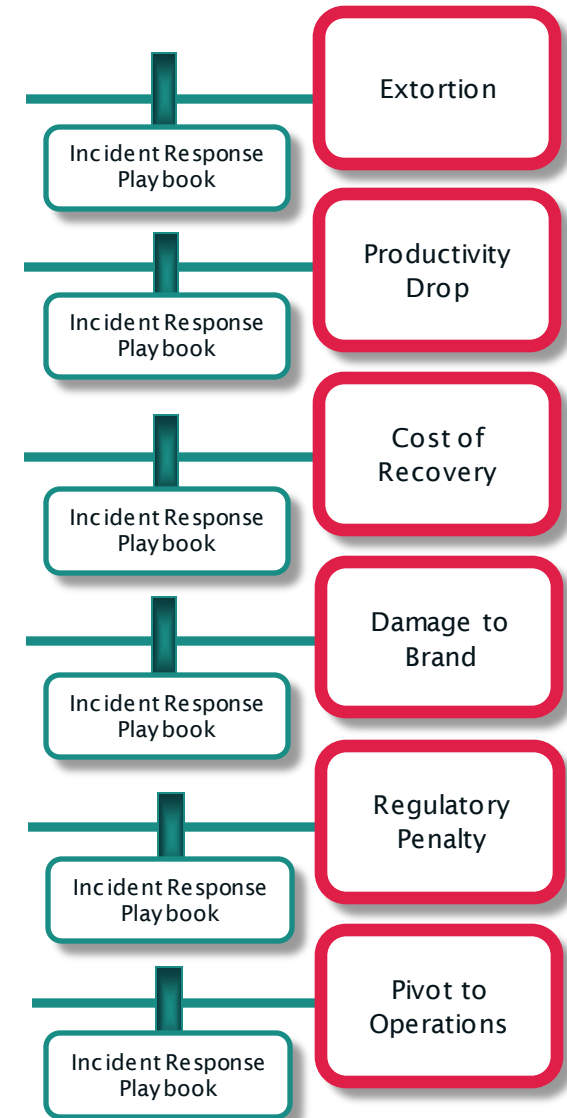 Extortion
Incident Response
Playbook
Productivity
Drop
Incident Response
Playbook
Cost of
Recovery
Incident Response
Playbook
Damage to
Brand
Incident Response
Playbook
Regulatory
Penalty
Incident Response
Playbook
Pivot to
Operations
Incident Response
Playbook